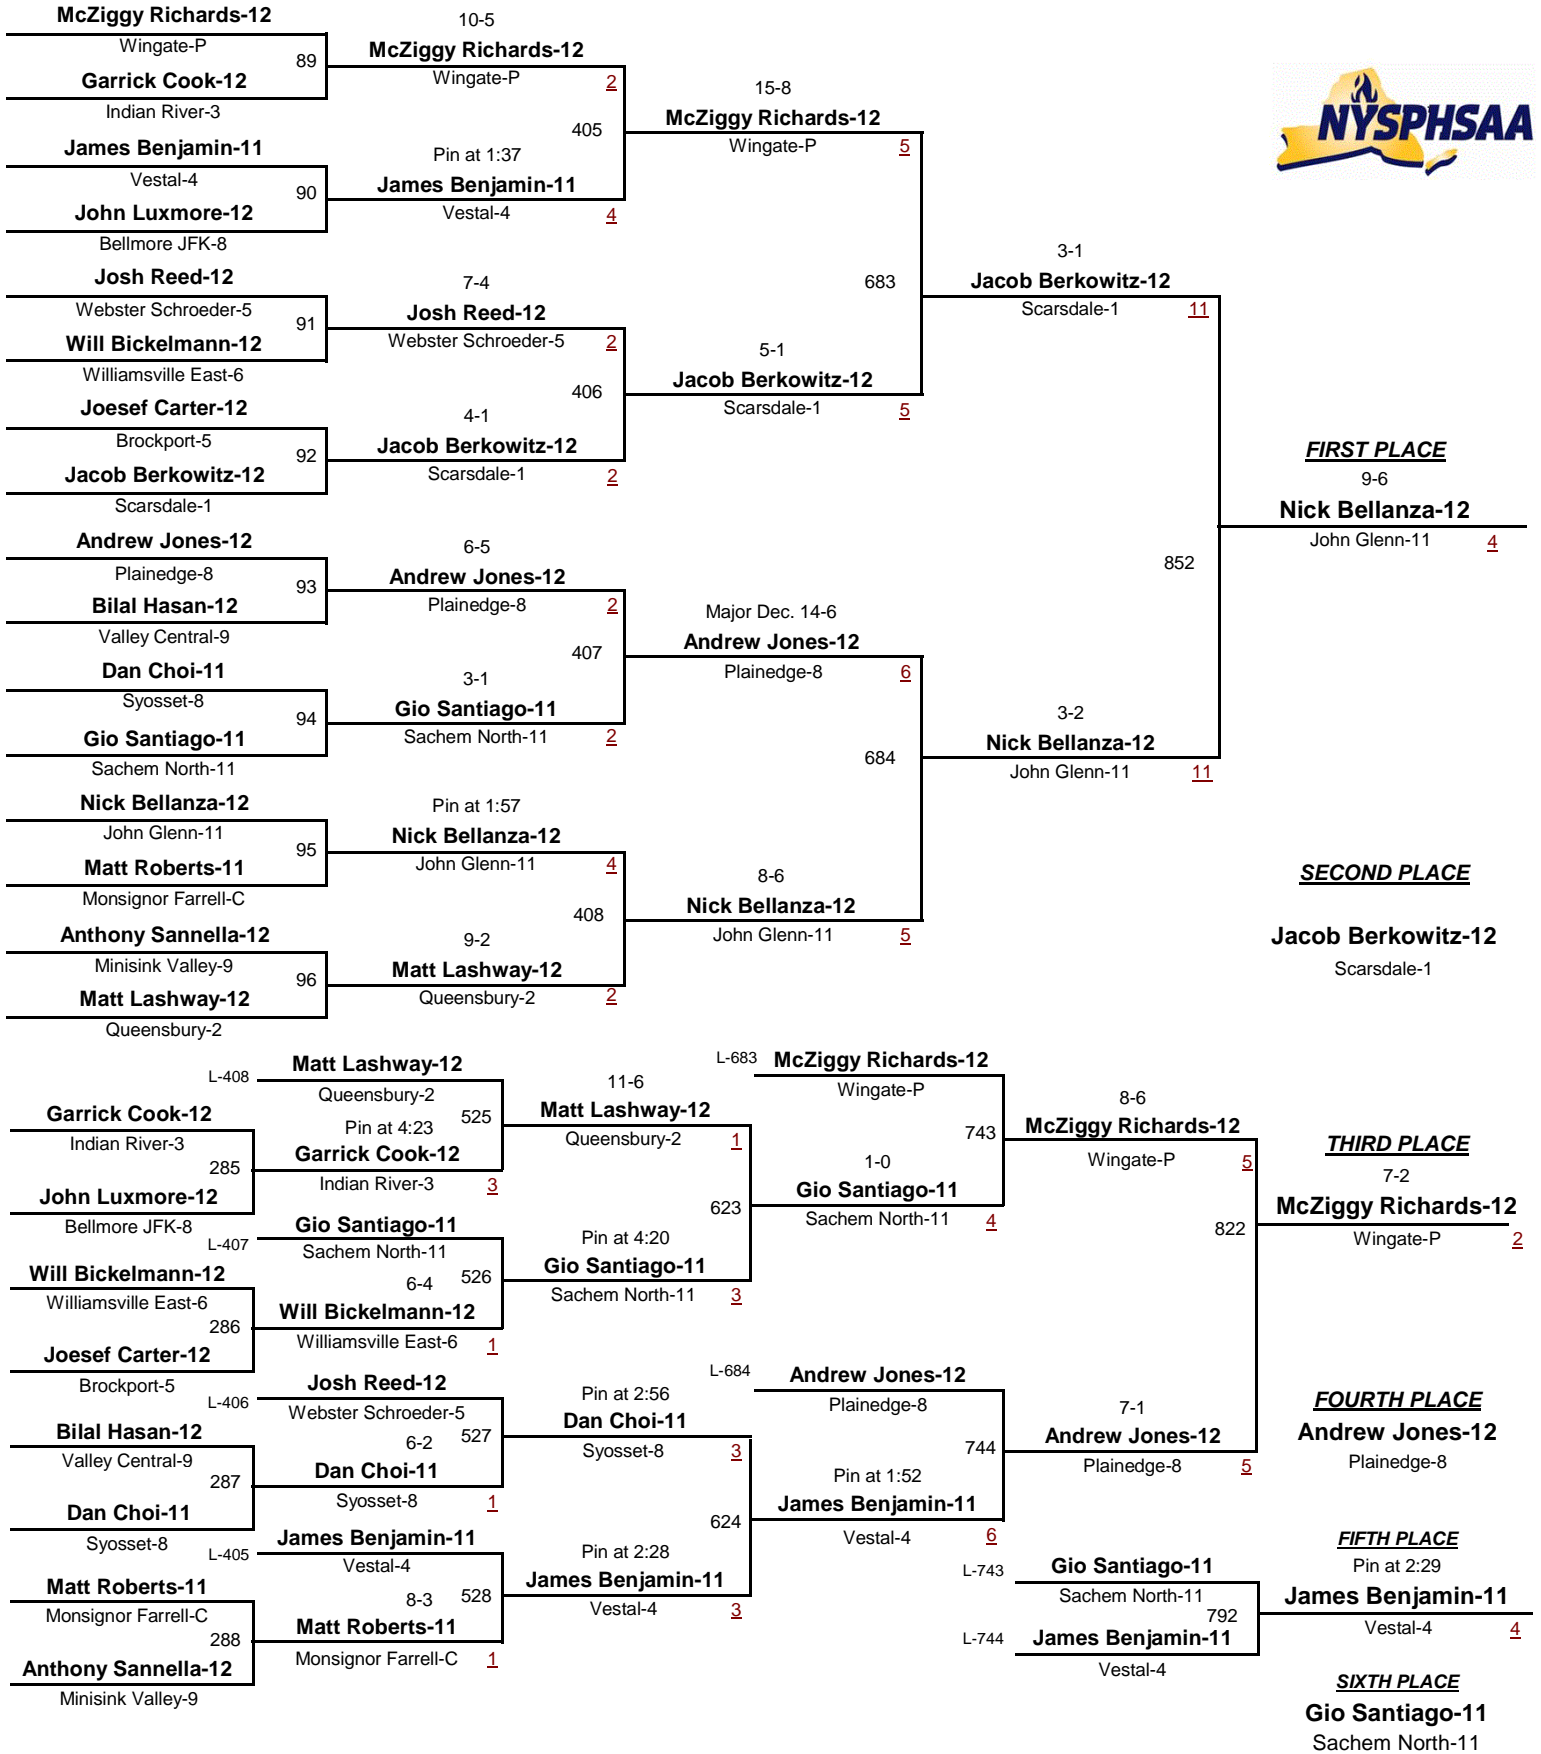 McZiggy Richards-12
Wingate-P
89
Garrick Cook-12
Indian River-3
James Benjamin-11
Vestal-4
90
John Luxmore-12
Bellmore JFK-8
Josh Reed-12
Webster Schroeder-5
91
Will Bickelmann-12
Williamsville East-6
Joesef Carter-12
Brockport-5
92
Jacob Berkowitz-12
Scarsdale-1
Andrew Jones-12
Plainedge-8
93
Bilal Hasan-12
Valley Central-9
Dan Choi-11
Syosset-8
94
Gio Santiago-11
Sachem North-11
Nick Bellanza-12
John Glenn-11
95
Matt Roberts-11
Monsignor Farrell-C
Anthony Sannella-12
Minisink Valley-9
96
Matt Lashway-12
Queensbury-2
10-5
McZiggy Richards-12
Wingate-P 2
405
Pin at 1:37
James Benjamin-11
Vestal-4 4
7-4
Josh Reed-12
Webster Schroeder-5 2
406
4-1
Jacob Berkowitz-12
Scarsdale-1 2
6-5
Andrew Jones-12
Plainedge-8 2
407
3-1
Gio Santiago-11
Sachem North-11 2
Pin at 1:57
Nick Bellanza-12
John Glenn-11 4
408
9-2
Matt Lashway-12
Queensbury-2 2
15-8
McZiggy Richards-12
Wingate-P 5
683
5-1
Jacob Berkowitz-12
Scarsdale-1 5
Major Dec. 14-6
Andrew Jones-12
Plainedge-8 6
684
8-6
Nick Bellanza-12
John Glenn-11 5
3-1
Jacob Berkowitz-12
Scarsdale-1 11
852
3-2
Nick Bellanza-12
John Glenn-11 11
NYSPHSAA
FIRST PLACE
9-6
Nick Bellanza-12
John Glenn-11 4
SECOND PLACE
Jacob Berkowitz-12
Scarsdale-1
Garrick Cook-12
Indian River-3
285
John Luxmore-12
Bellmore JFK-8
Will Bickelmann-12
Williamsville East-6
286
Joesef Carter-12
Brockport-5
Bilal Hasan-12
Valley Central-9
287
Dan Choi-11
Syosset-8
Matt Roberts-11
Monsignor Farrell-C
288
Anthony Sannella-12
Minisink Valley-9
L-408 Matt Lashway-12
Queensbury-2
525
Pin at 4:23
Garrick Cook-12
Indian River-3 3
L-407 Gio Santiago-11
Sachem North-11
6-4 526
Will Bickelmann-12
Williamsville East-6 1
L-406 Josh Reed-12
Webster Schroeder-5
6-2 527
Dan Choi-11
Syosset-8 1
L-405 James Benjamin-11
Vestal-4
8-3 528
Matt Roberts-11
Monsignor Farrell-C 1
11-6
Matt Lashway-12
Queensbury-2 1
623
Pin at 4:20
Gio Santiago-11
Sachem North-11 3
Pin at 2:56
Dan Choi-11
Syosset-8 3
624
Pin at 2:28
James Benjamin-11
Vestal-4 3
L-683 McZiggy Richards-12
Wingate-P
743
1-0
Gio Santiago-11
Sachem North-11 4
L-684 Andrew Jones-12
Plainedge-8
744
Pin at 1:52
James Benjamin-11
Vestal-4 6
8-6
McZiggy Richards-12
Wingate-P 5
822
7-1
Andrew Jones-12
Plainedge-8 5
L-743 Gio Santiago-11
Sachem North-11
792
L-744 James Benjamin-11
Vestal-4
THIRD PLACE
7-2
McZiggy Richards-12
Wingate-P 2
FOURTH PLACE
Andrew Jones-12
Plainedge-8
FIFTH PLACE
Pin at 2:29
James Benjamin-11
Vestal-4 4
SIXTH PLACE
Gio Santiago-11
Sachem North-11